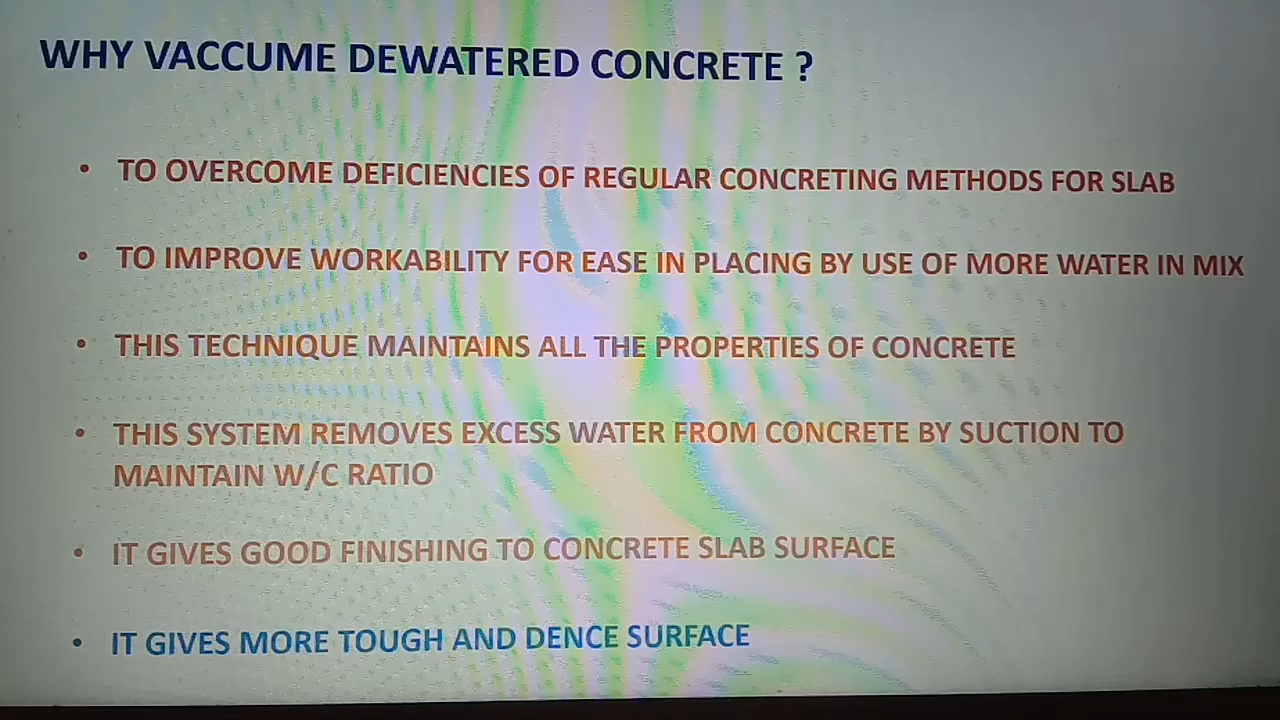 WHY VACCUME DEWATERED CONCRETE ?
• TO OVERCOME DEFICIENCIES OF REGULAR CONCRETING METHODS FOR SLAB
• TO IMPROVE WORKABILITY FOR EASE IN PLACING BY USE OF MORE WATER IN MIX
• THIS TECHNIQUE MAINTAINS ALL THE PROPERTIES OF CONCRETE
• THIS SYSTEM REMOVES EXCESS WATER FROM CONCRETE BY SUCTION TO
MAINTAIN W/C RATIO
• IT GIVES GOOD FINISHING TO CONCRETE SLAB SURFACE
• IT GIVES MORE TOUGH AND DENCE SURFACE